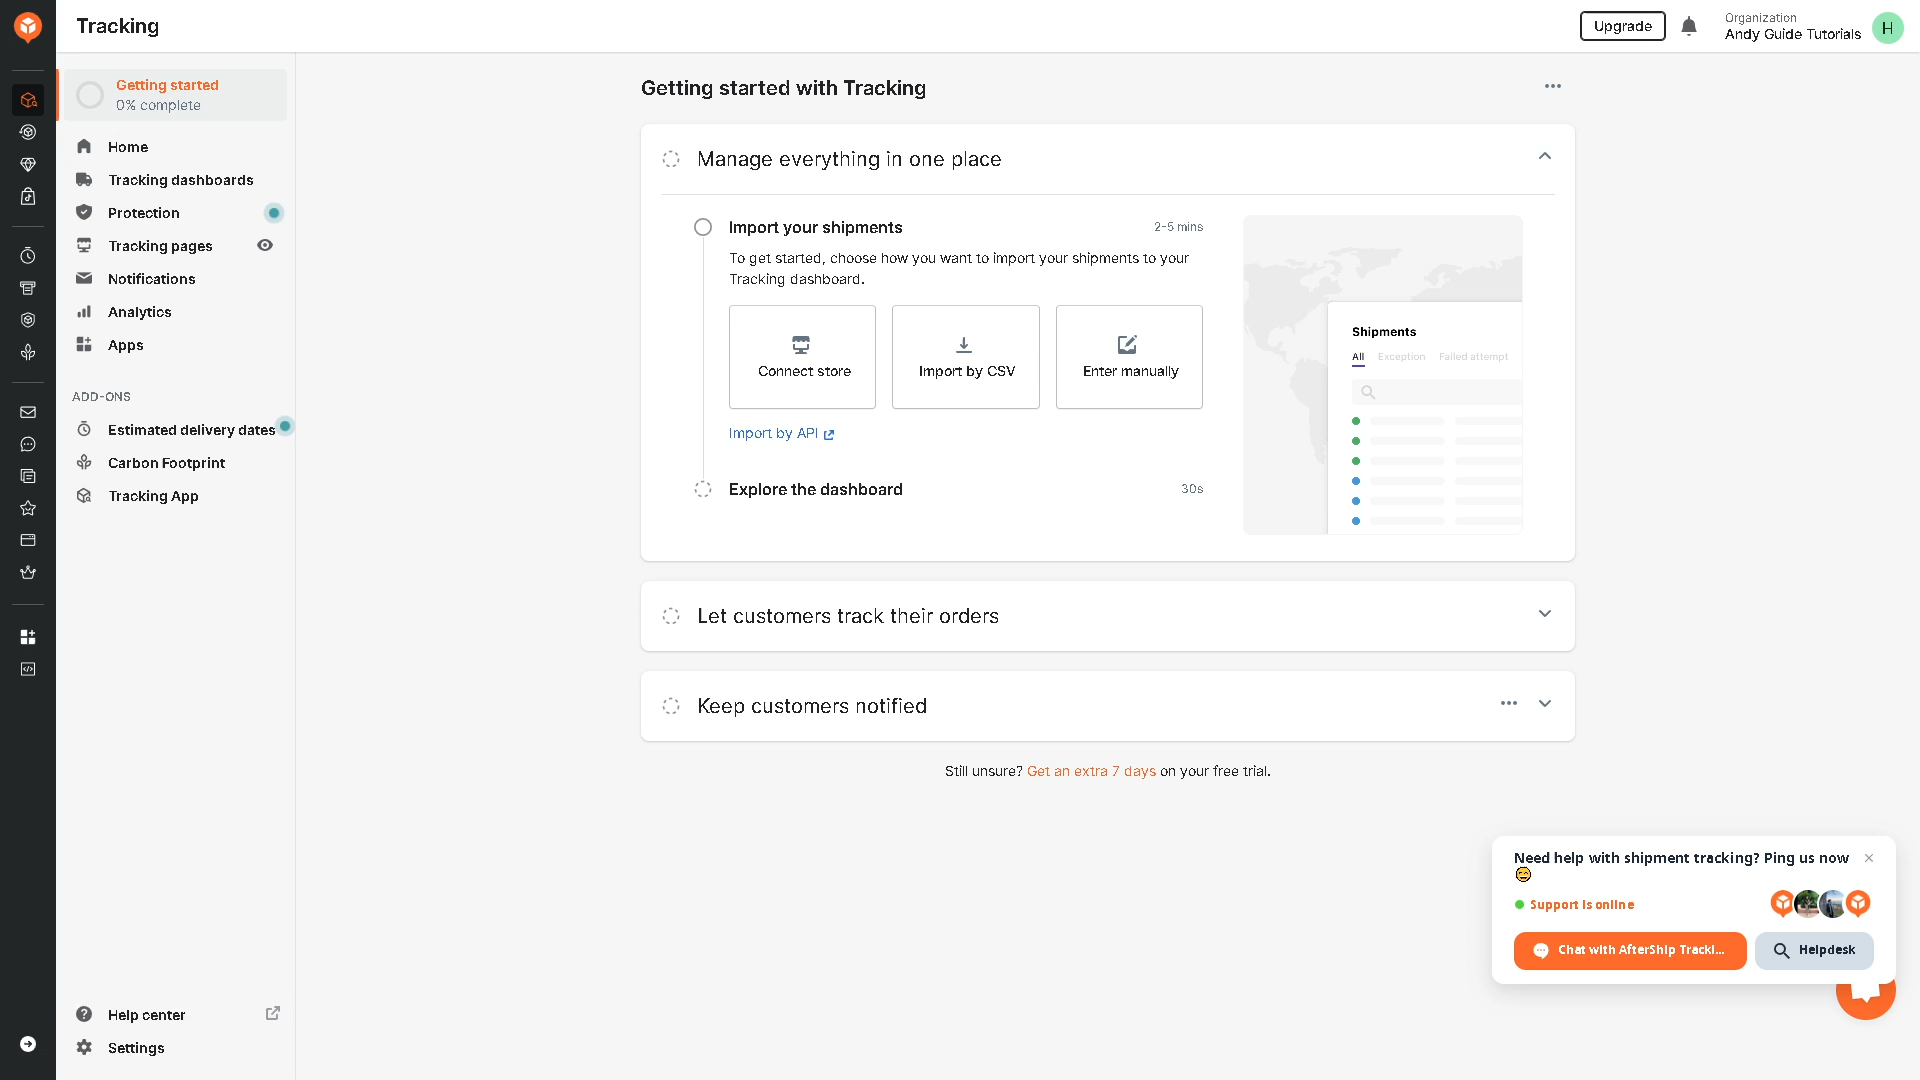 Tracking
Upgrade
Organization
Andy Guide Tutorials
H
Getting started
0% complete
Home
Tracking dashboards
Protection
Tracking pages
Notifications
Analytics
Apps
ADD-ONS
Estimated delivery dates
Carbon Footprint
Tracking App
Help center
Settings
Getting started with Tracking
Manage everything in one place
Import your shipments
2-5 mins
To get started, choose how you want to import your shipments to your
Tracking dashboard.
Connect store
Import by CSV
Enter manually
Import by API
Explore the dashboard
30s
Shipments
All Exception Failed attempt
Let customers track their orders
Keep customers notified
Still unsure? Get an extra 7 days on your free trial.
Need help with shipment tracking? Ping us now
Support is online
Chat with AfterShip Tracki...
Helpdesk